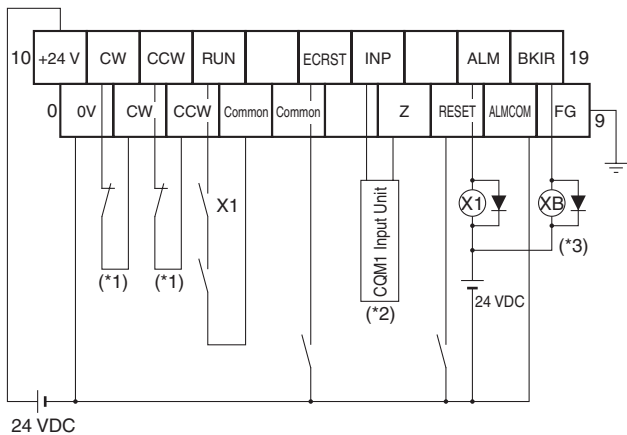 10 +24 V CW CCW RUN ECRST INP ALM BKIR 19
0 0V CW CCW Common Common Z RESET ALMCOM FG 9
X1
X1 XB
CQM1 Input Unit
(*3)
(*1) (*1)
(*2)
24 VDC
24 VDC